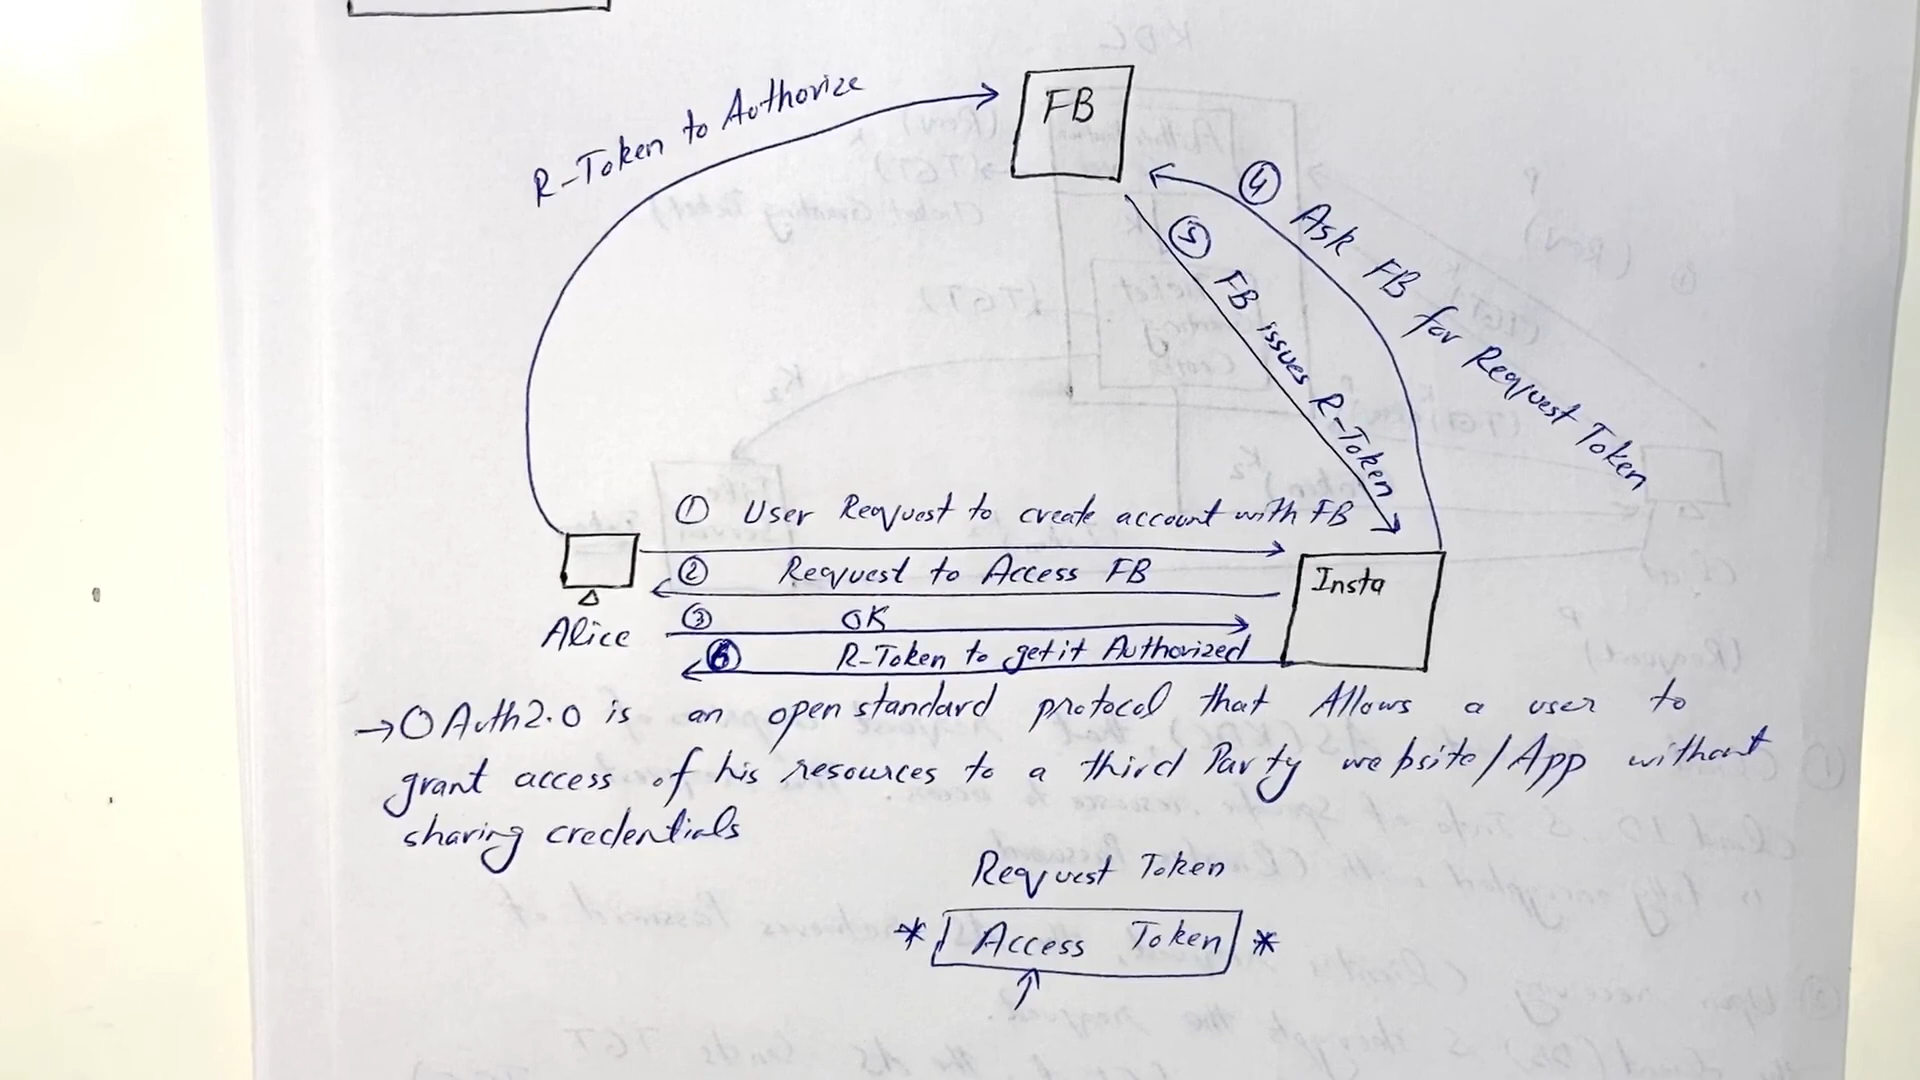 R-Token to Authorize
FB
④ Ask FB for Request Token
⑤ FB issues R-Token
① User Request to create account with FB
② Request to Access FB
③ OK
⑥ R-Token to get it Authorized
Alice
Insta
→ OAuth2.0 is an open standard protocol that Allows a user to
grant access of his resources to a third Party website/App without
sharing credentials
Request Token
* Access Token *